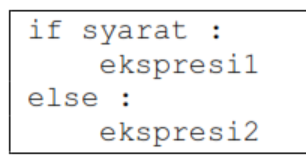 if syarat :
    ekspresi1
else :
    ekspresi2